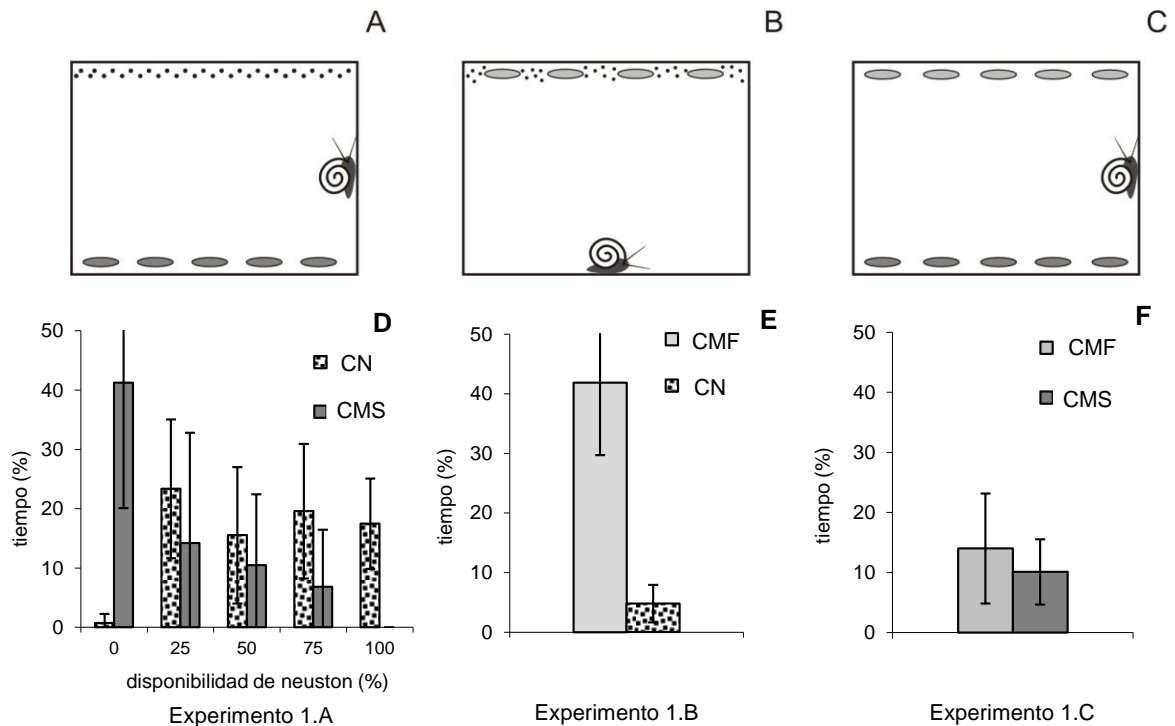 A
B
C
D
50
40
30
20
10
0
tiempo (%)
CN
CMS
0 25 50 75 100
disponibilidad de neuston (%)
Experimento 1.A
E
50
40
30
20
10
0
tiempo (%)
CMF
CN
Experimento 1.B
F
50
40
30
20
10
0
tiempo (%)
CMF
CMS
Experimento 1.C